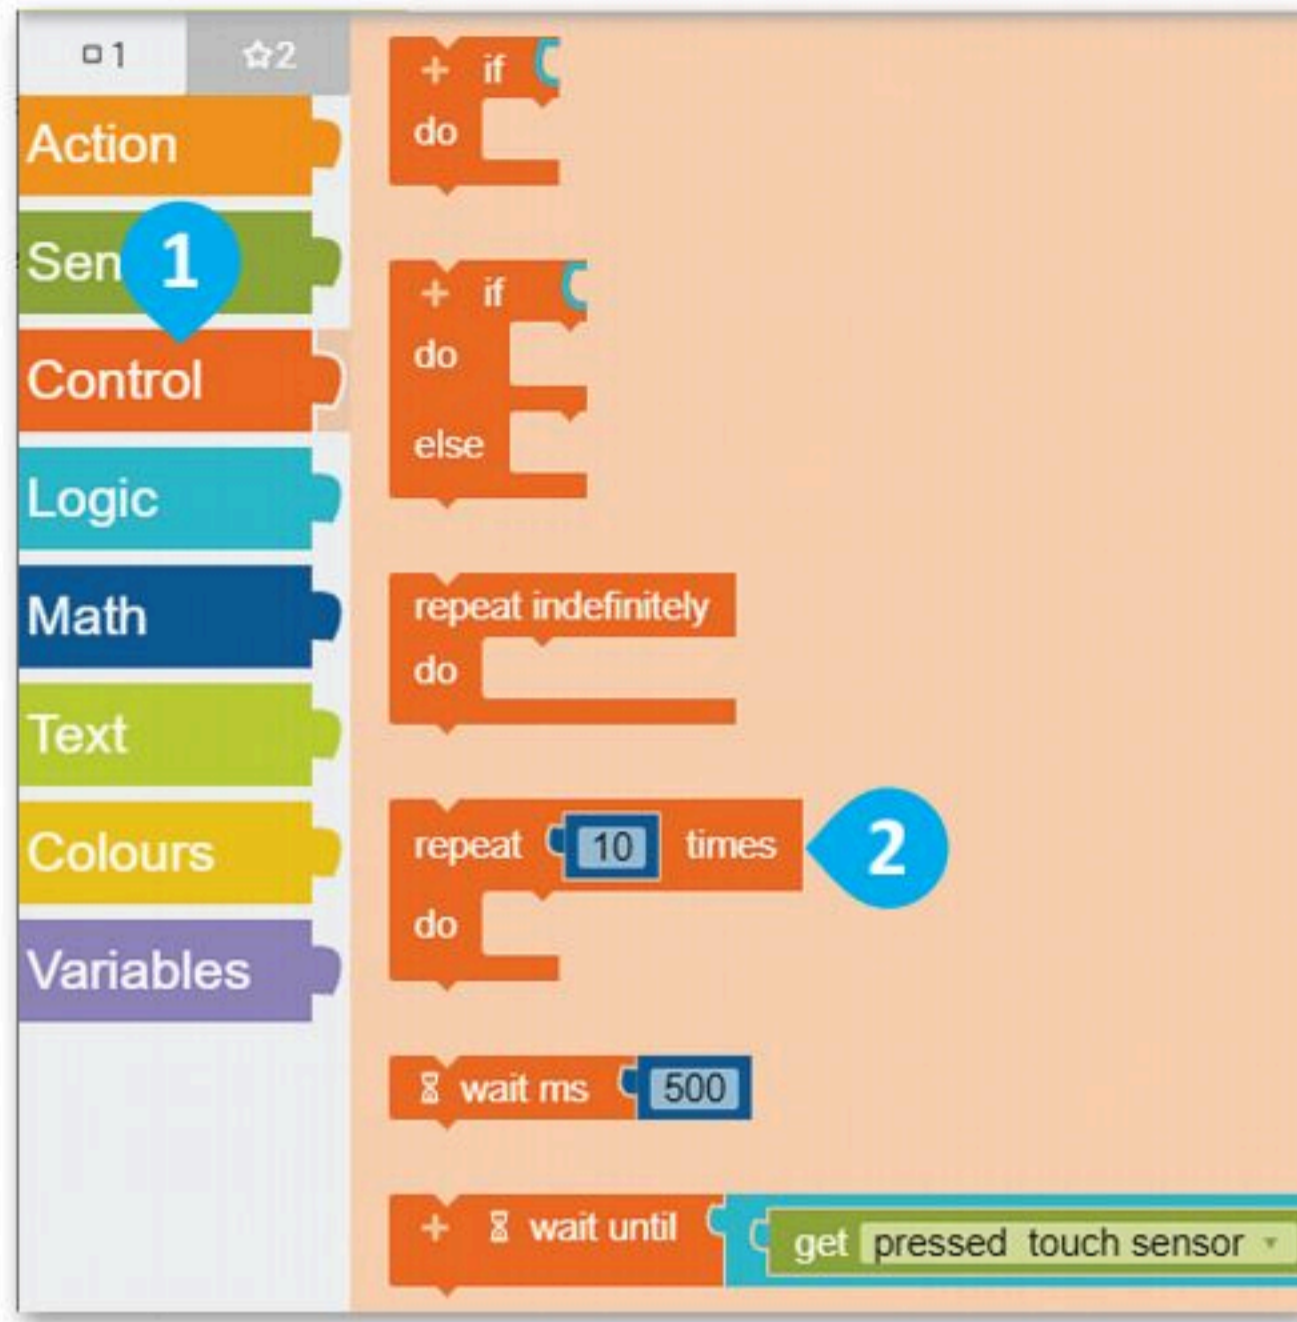 1
2
Action
Sen
1
Control
Logic
Math
Text
Colours
Variables
+ if
do
+ if
do
else
repeat indefinitely
do
repeat 10 times
2
do
wait ms 500
+ wait until get pressed touch sensor